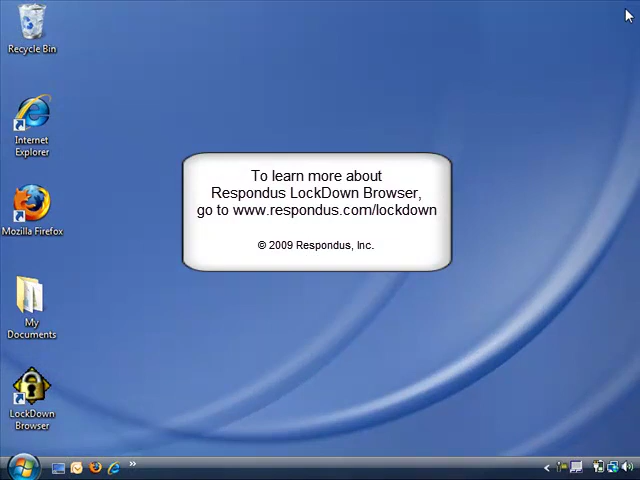 Recycle Bin
Internet
Explorer
Mozilla Firefox
My
Documents
LockDown
Browser
To learn more about
Respondus LockDown Browser,
go to www.respondus.com/lockdown
© 2009 Respondus, Inc.